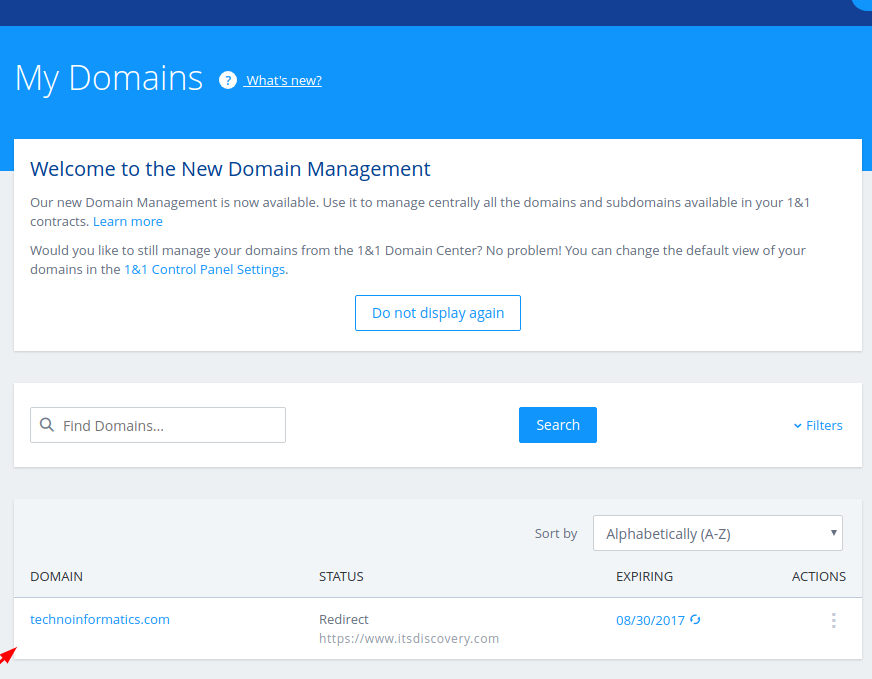 My Domains ? What's new?
Welcome to the New Domain Management
Our new Domain Management is now available. Use it to manage centrally all the domains and subdomains available in your 1&1
contracts. Learn more
Would you like to still manage your domains from the 1&1 Domain Center? No problem! You can change the default view of your
domains in the 1&1 Control Panel Settings.
Do not display again
Find Domains... Search Filters
Sort by Alphabetically (A-Z)
DOMAIN STATUS EXPIRING ACTIONS
technoinformatics.com Redirect 08/30/2017
https://www.itsdiscovery.com